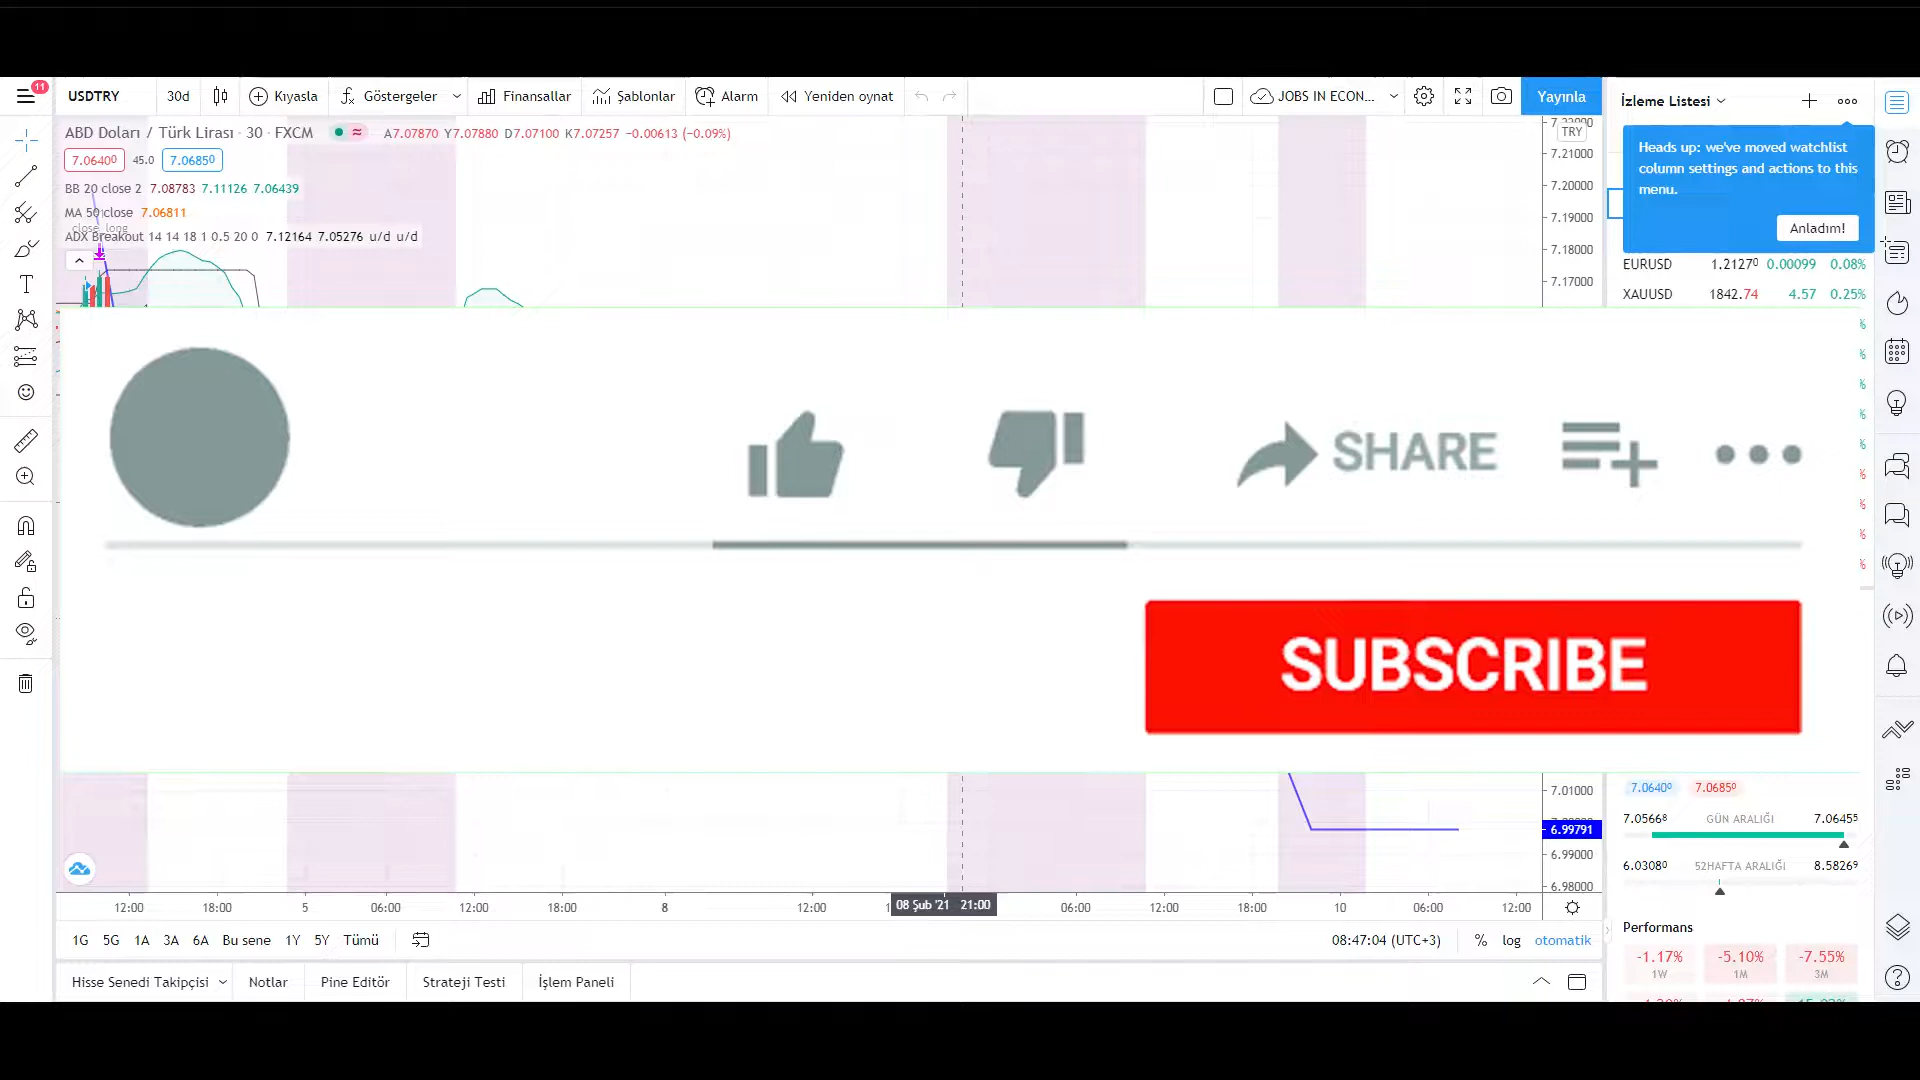 11
USDTRY 30d Kıyasla Göstergeler Finansallar Şablonlar Alarm Yeniden oynat JOBS IN ECON... Yayınla İzleme Listesi
ABD Doları / Türk Lirası · 30 · FXCM A7.07870 Y7.07880 D7.07100 K7.07257 −0.00613 (−0.09%)
TRY
7.06400 45.0 7.06850
BB 20 close 2 7.08783 7.11126 7.06439
MA 50 close 7.06811
close_long
ADX Breakout 14 14 18 1 0.5 20 0 7.12164 7.05276 u/d u/d
7.21000
7.20000
7.19000
7.18000
7.17000
Heads up: we've moved watchlist
column settings and actions to this
menu.
Anladım!
EURUSD 1.21270 0.00099 0.08%
XAUUSD 1842.74 4.57 0.25%
SHARE
SUBSCRIBE
7.01000
6.99791
6.99000
6.98000
7.06400 7.06850
7.05668 GÜN ARALIĞI 7.06455
6.03080 52HAFTA ARALIĞI 8.58269
12:00 18:00 5 06:00 12:00 18:00 8 12:00 08 Şub '21 21:00 06:00 12:00 18:00 10 06:00 12:00
Performans
1G 5G 1A 3A 6A Bu sene 1Y 5Y Tümü 08:47:04 (UTC+3) % log otomatik
-1.17% -5.10% -7.55%
1W 1M 3M
Hisse Senedi Takipçisi Notlar Pine Editör Strateji Testi İşlem Paneli